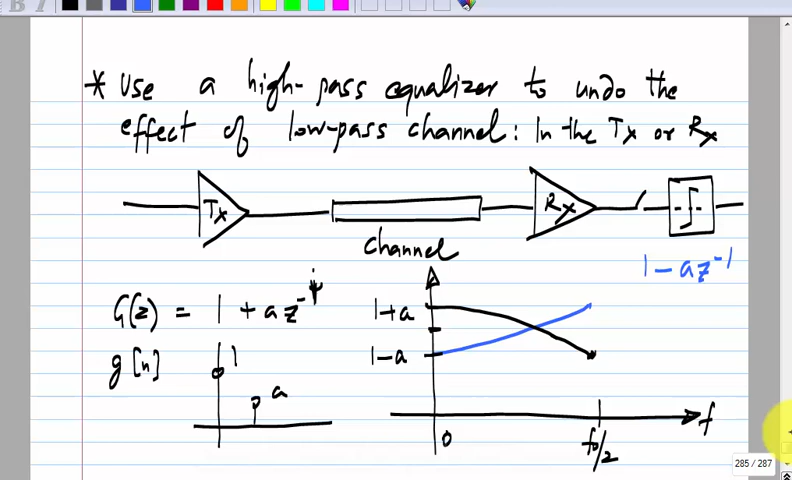 * Use a high-pass equalizer to undo the
effect of low-pass channel: In the Tx or Rx
Tx
Rx
channel
1 - az^-1
G(z) = 1 + az^-1
1+a
1-a
g[n]
1
a
0
f0/2
f
285 / 287